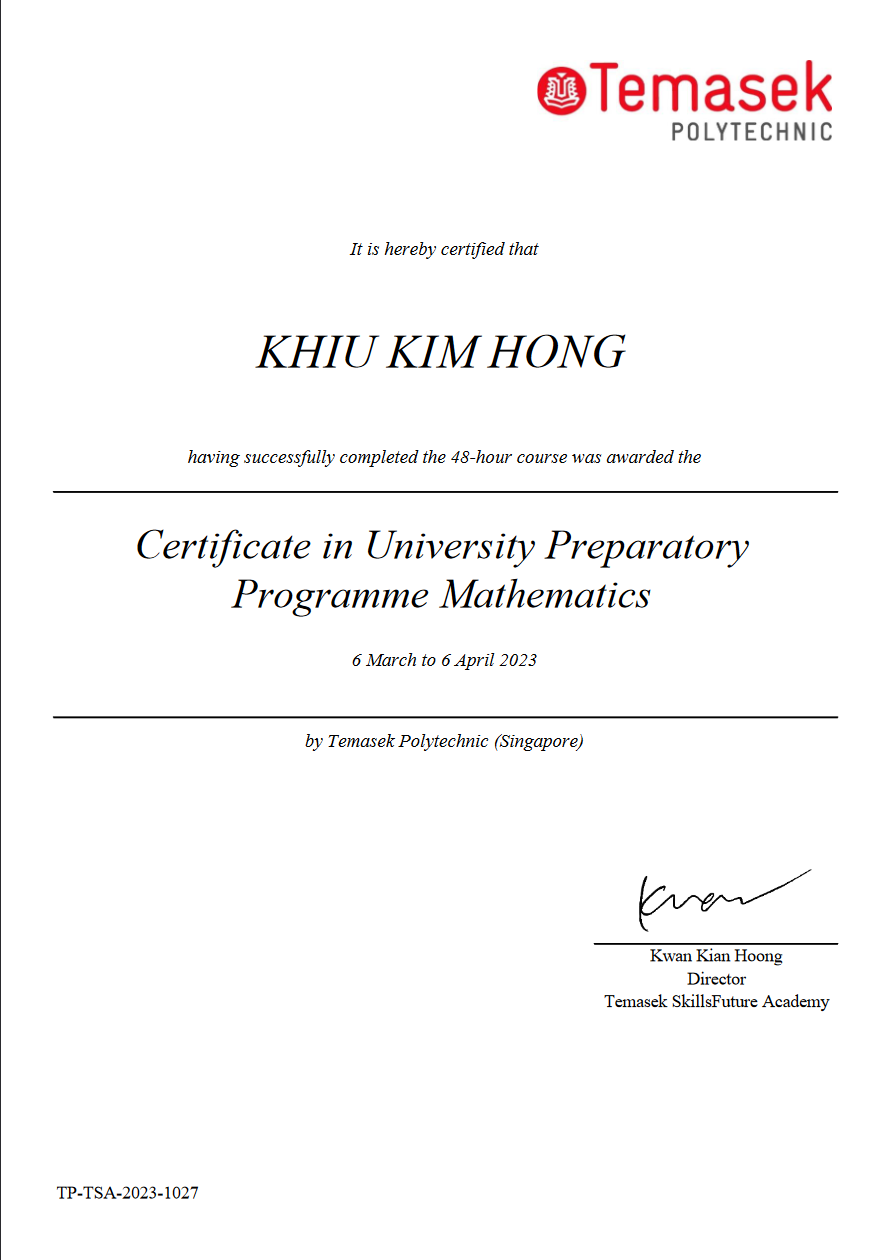 Temasek
POLYTECHNIC
It is hereby certified that
KHIU KIM HONG
having successfully completed the 48-hour course was awarded the
Certificate in University Preparatory
Programme Mathematics
6 March to 6 April 2023
by Temasek Polytechnic (Singapore)
Kwan
Kwan Kian Hoong
Director
Temasek SkillsFuture Academy
TP-TSA-2023-1027